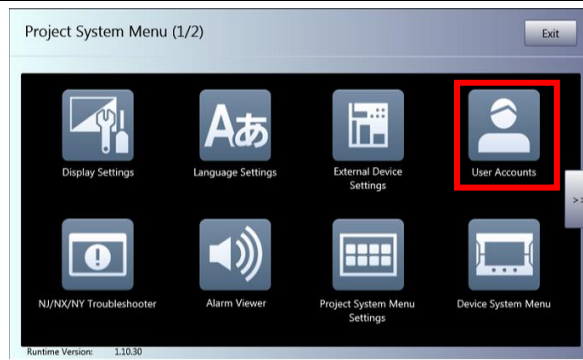 Project System Menu (1/2)
Exit
Aあ
Display Settings
Language Settings
External Device
Settings
User Accounts
>>
NJ/NX/NY Troubleshooter
Alarm Viewer
Project System Menu
Settings
Device System Menu
Runtime Version: 1.10.30